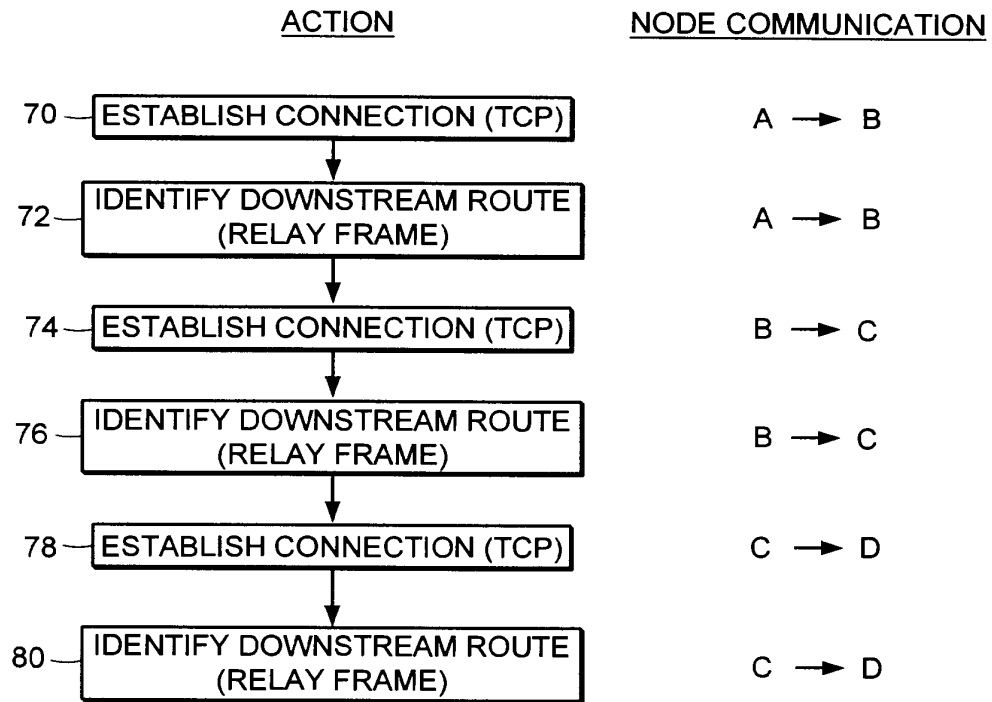 ACTION NODE COMMUNICATION
70 ESTABLISH CONNECTION (TCP) A → B
72 IDENTIFY DOWNSTREAM ROUTE
(RELAY FRAME) A → B
74 ESTABLISH CONNECTION (TCP) B → C
76 IDENTIFY DOWNSTREAM ROUTE
(RELAY FRAME) B → C
78 ESTABLISH CONNECTION (TCP) C → D
80 IDENTIFY DOWNSTREAM ROUTE
(RELAY FRAME) C → D